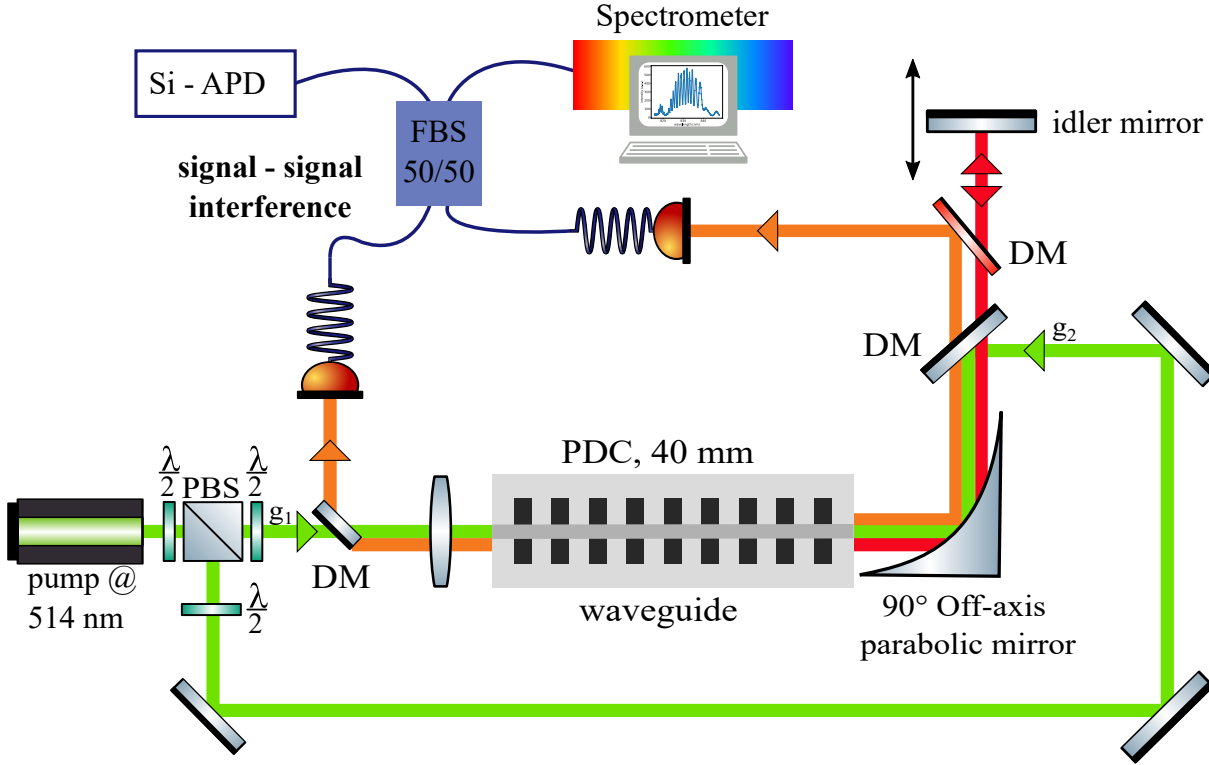 Spectrometer
Si - APD
FBS
50/50
signal - signal
interference
idler mirror
DM
DM
g₂
PDC, 40 mm
λ/2
PBS
λ/2
g₁
DM
pump @
514 nm
λ/2
waveguide
90° Off-axis
parabolic mirror